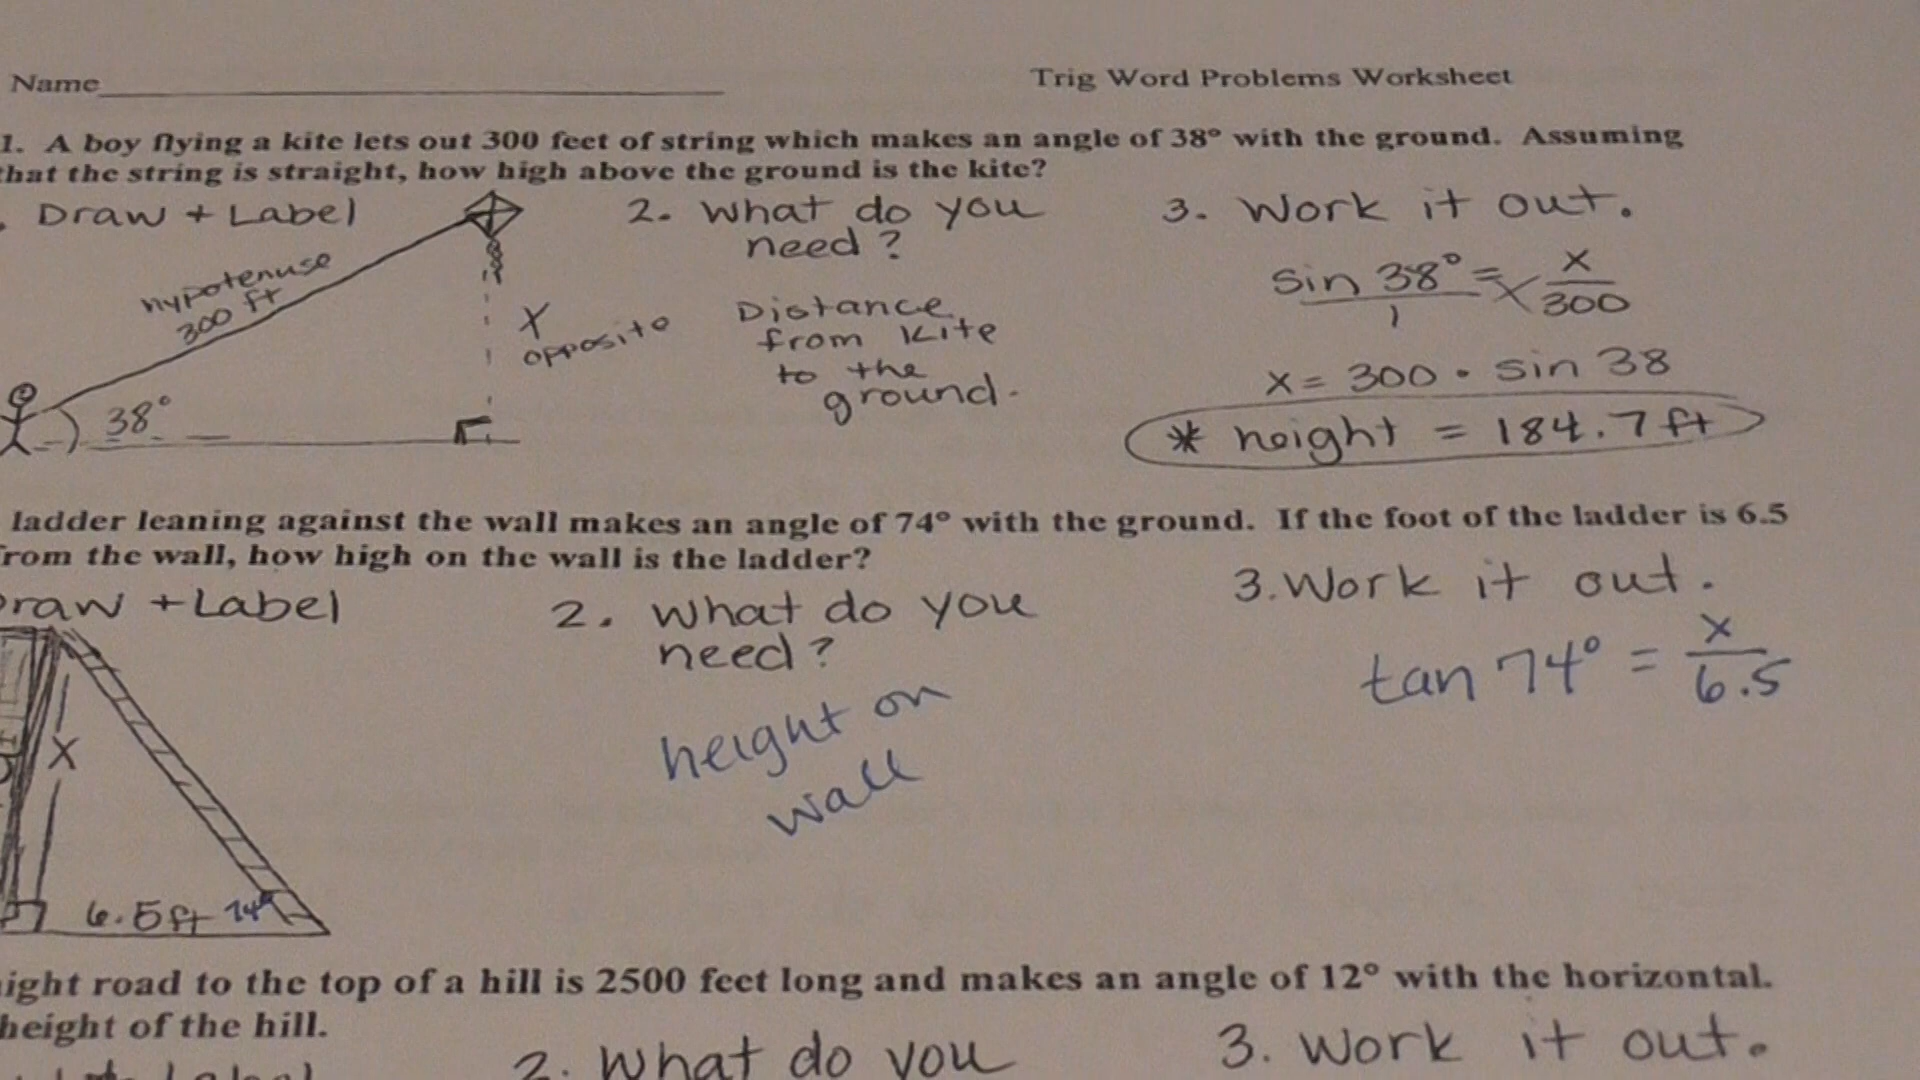 Name
Trig Word Problems Worksheet
1. A boy flying a kite lets out 300 feet of string which makes an angle of 38° with the ground. Assuming
that the string is straight, how high above the ground is the kite?
Draw + Label
hypotenuse
300 ft
38°
X
opposite
2. What do you
need?
Distance
from Kite
to the
ground.
3. Work it out.
sin 38° = x
1 300
x = 300 · sin 38
* height = 184.7 ft
ladder leaning against the wall makes an angle of 74° with the ground. If the foot of the ladder is 6.5
from the wall, how high on the wall is the ladder?
Draw + Label
X
6.5 ft 74°
2. What do you
need?
height on
wall
3. Work it out.
tan 74° = x
6.5
ight road to the top of a hill is 2500 feet long and makes an angle of 12° with the horizontal.
height of the hill.
Label
2. What do you
3. Work it out.